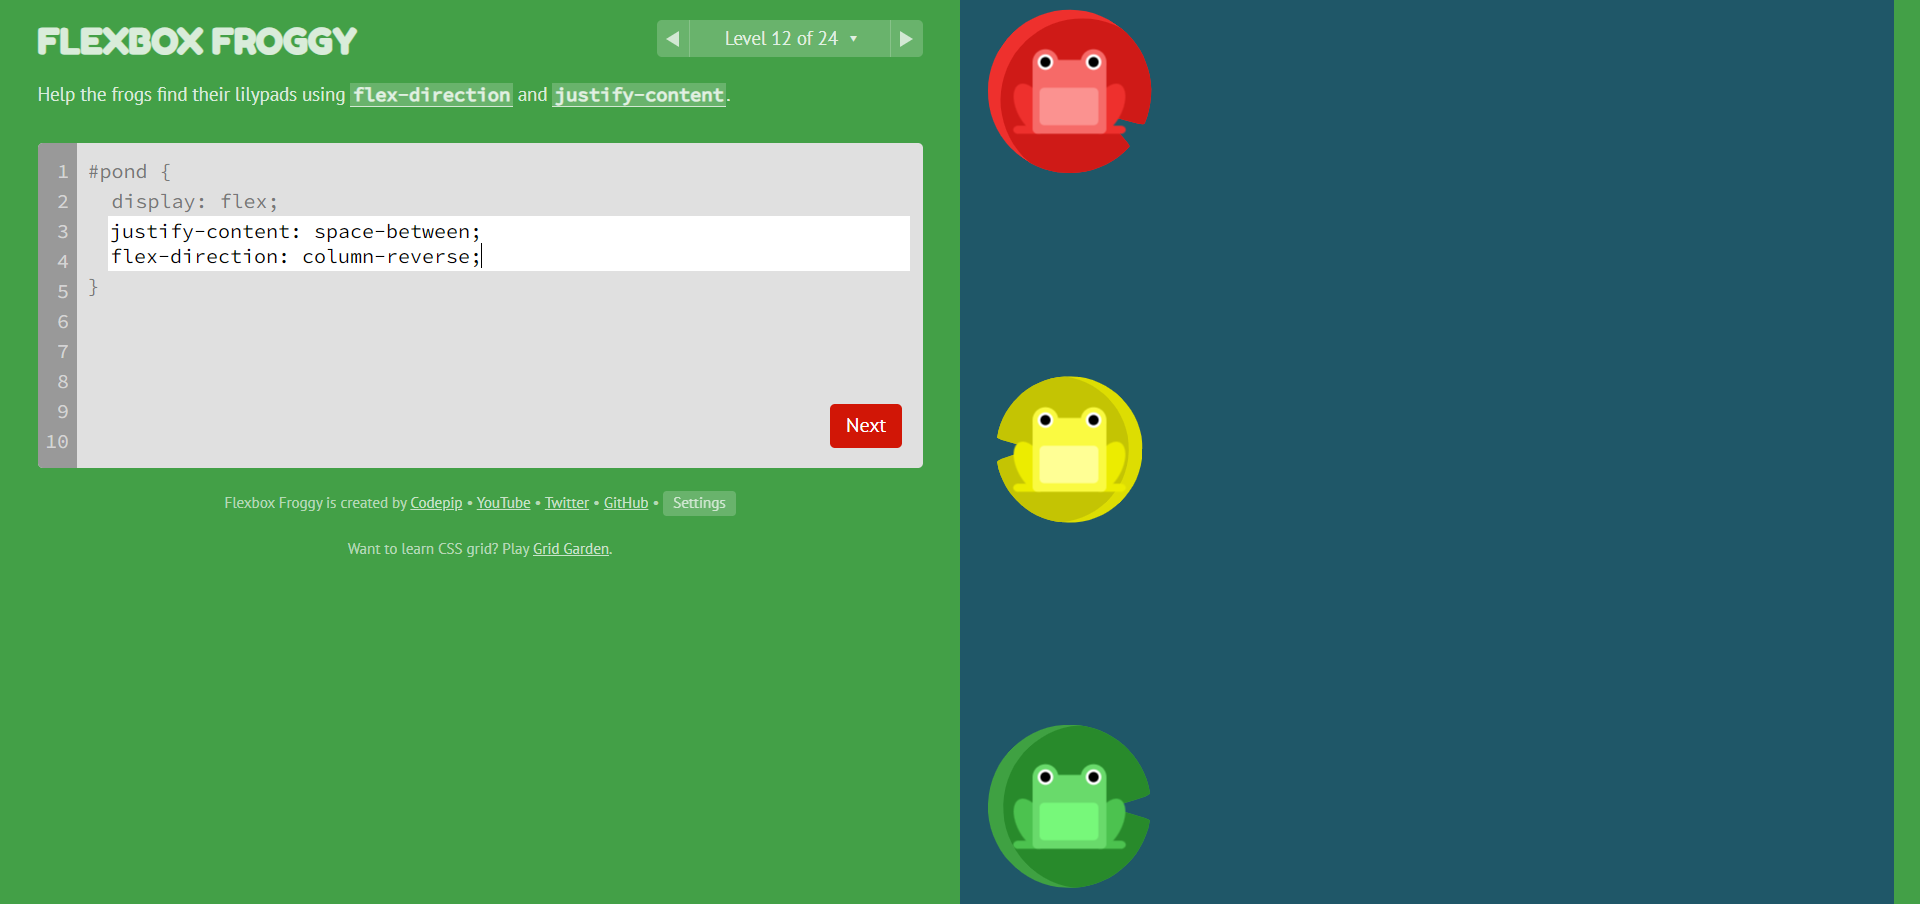 FLEXBOX FROGGY
◀ Level 12 of 24 ▼ ▶
Help the frogs find their lilypads using flex-direction and justify-content.
1 #pond {
2 display: flex;
3 justify-content: space-between;
4 flex-direction: column-reverse;
5 }
6
7
8
9
10
Next
Flexbox Froggy is created by Codepip • YouTube • Twitter • GitHub • Settings
Want to learn CSS grid? Play Grid Garden.